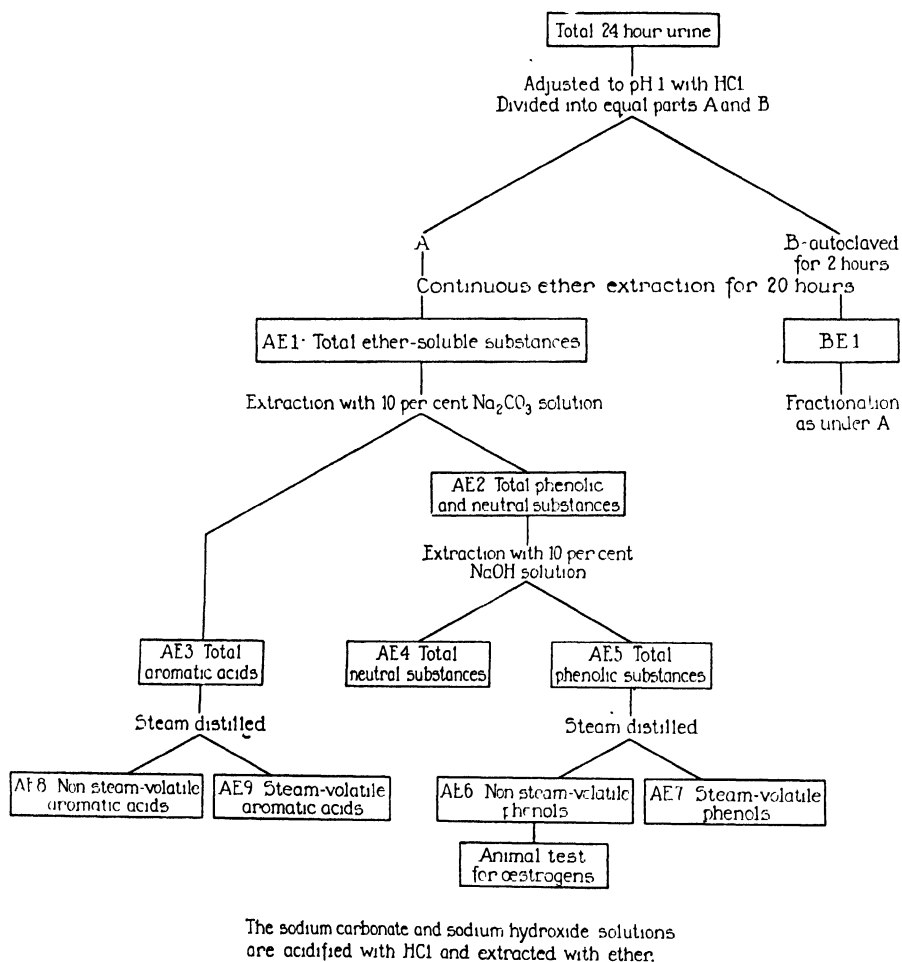 Total 24 hour urine
Adjusted to pH 1 with HCl
Divided into equal parts A and B
A
B-autoclaved
for 2 hours
Continuous ether extraction for 20 hours
AE1· Total ether-soluble substances
BE1
Extraction with 10 per cent Na₂CO₃ solution
Fractionation
as under A
AE2 Total phenolic
and neutral substances
Extraction with 10 per cent
NaOH solution
AE3 Total
aromatic acids
AE4 Total
neutral substances
AE5 Total
phenolic substances
Steam distilled
Steam distilled
AE8 Non steam-volatile
aromatic acids
AE9 Steam-volatile
aromatic acids
AE6 Non steam-volatile
phenols
AE7 Steam-volatile
phenols
Animal test
for œstrogens
The sodium carbonate and sodium hydroxide solutions
are acidified with HCl and extracted with ether.